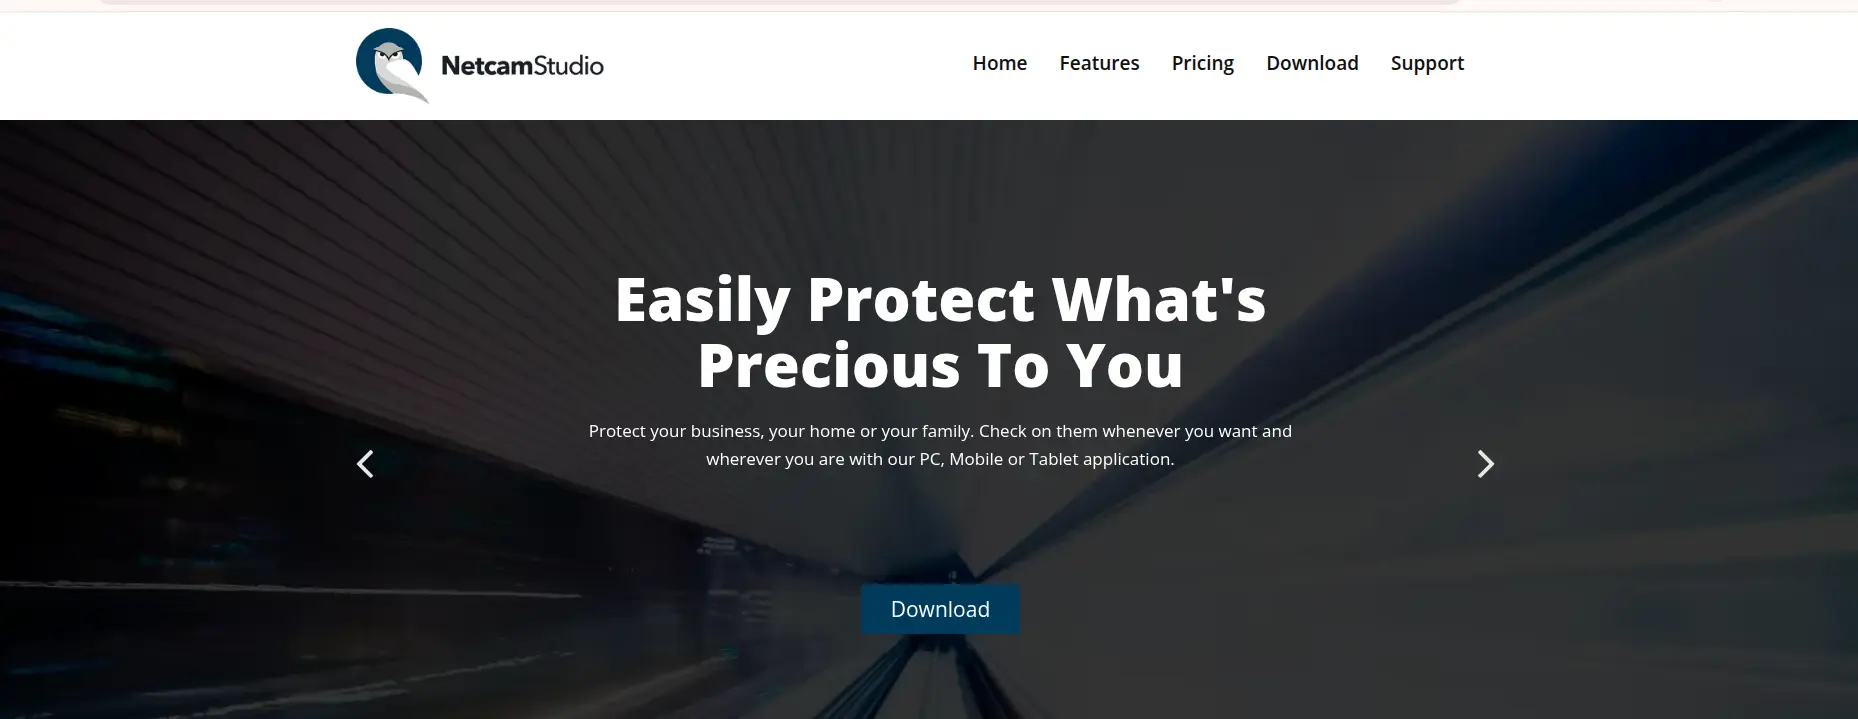 NetcamStudio
Home Features Pricing Download Support
Easily Protect What's
Precious To You
Protect your business, your home or your family. Check on them whenever you want and
wherever you are with our PC, Mobile or Tablet application.
Download